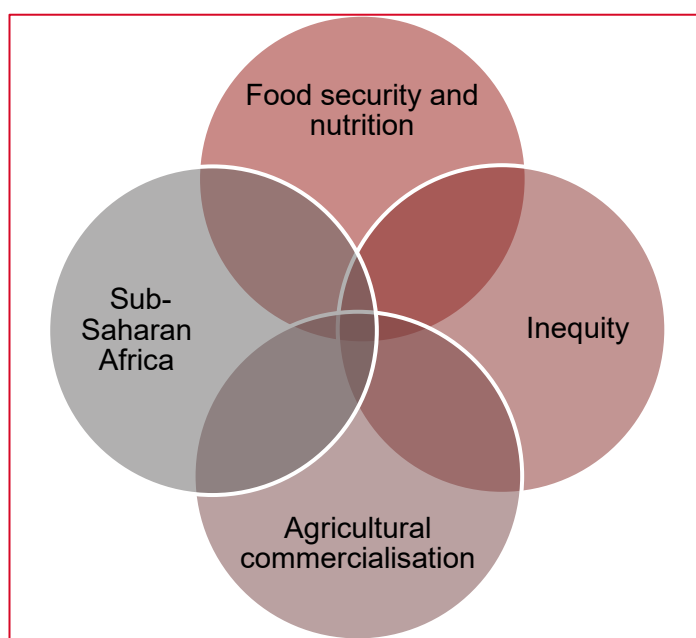 Food security and
nutrition
Sub-
Saharan
Africa
Inequity
Agricultural
commercialisation